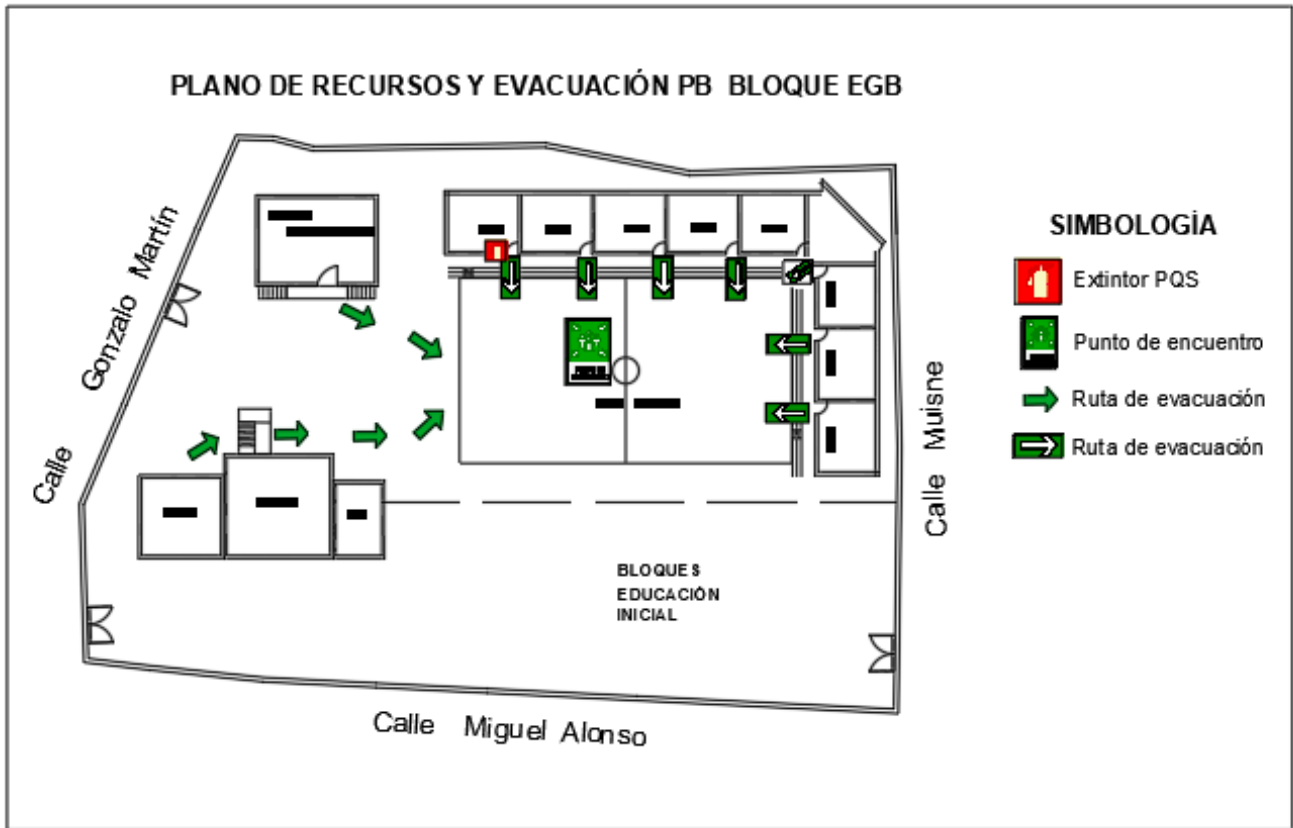 PLANO DE RECURSOS Y EVACUACIÓN PB BLOQUE EGB
Calle Gonzalo Martín
SIMBOLOGÍA
Extintor PQS
Punto de encuentro
Ruta de evacuación
Ruta de evacuación
Calle Muisne
BLOQUES
EDUCACIÓN
INICIAL
Calle Miguel Alonso